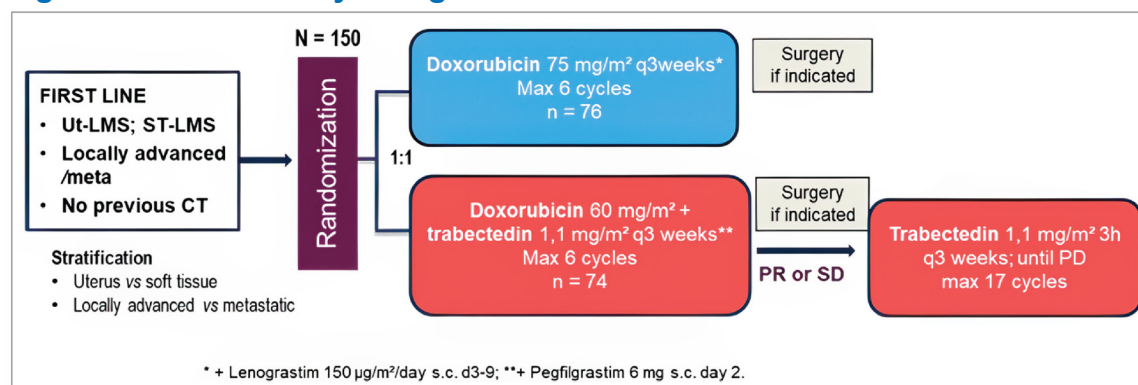 N = 150
FIRST LINE
• Ut-LMS; ST-LMS
• Locally advanced
/meta
• No previous CT
Stratification
• Uterus vs soft tissue
• Locally advanced vs metastatic
Randomization
1:1
Doxorubicin 75 mg/m² q3weeks*
Max 6 cycles
n = 76
Surgery
if indicated
Doxorubicin 60 mg/m² +
trabectedin 1,1 mg/m² q3 weeks**
Max 6 cycles
n = 74
Surgery
if indicated
PR or SD
Trabectedin 1,1 mg/m² 3h
q3 weeks; until PD
max 17 cycles
* + Lenograstim 150 µg/m²/day s.c. d3-9; **+ Pegfilgrastim 6 mg s.c. day 2.